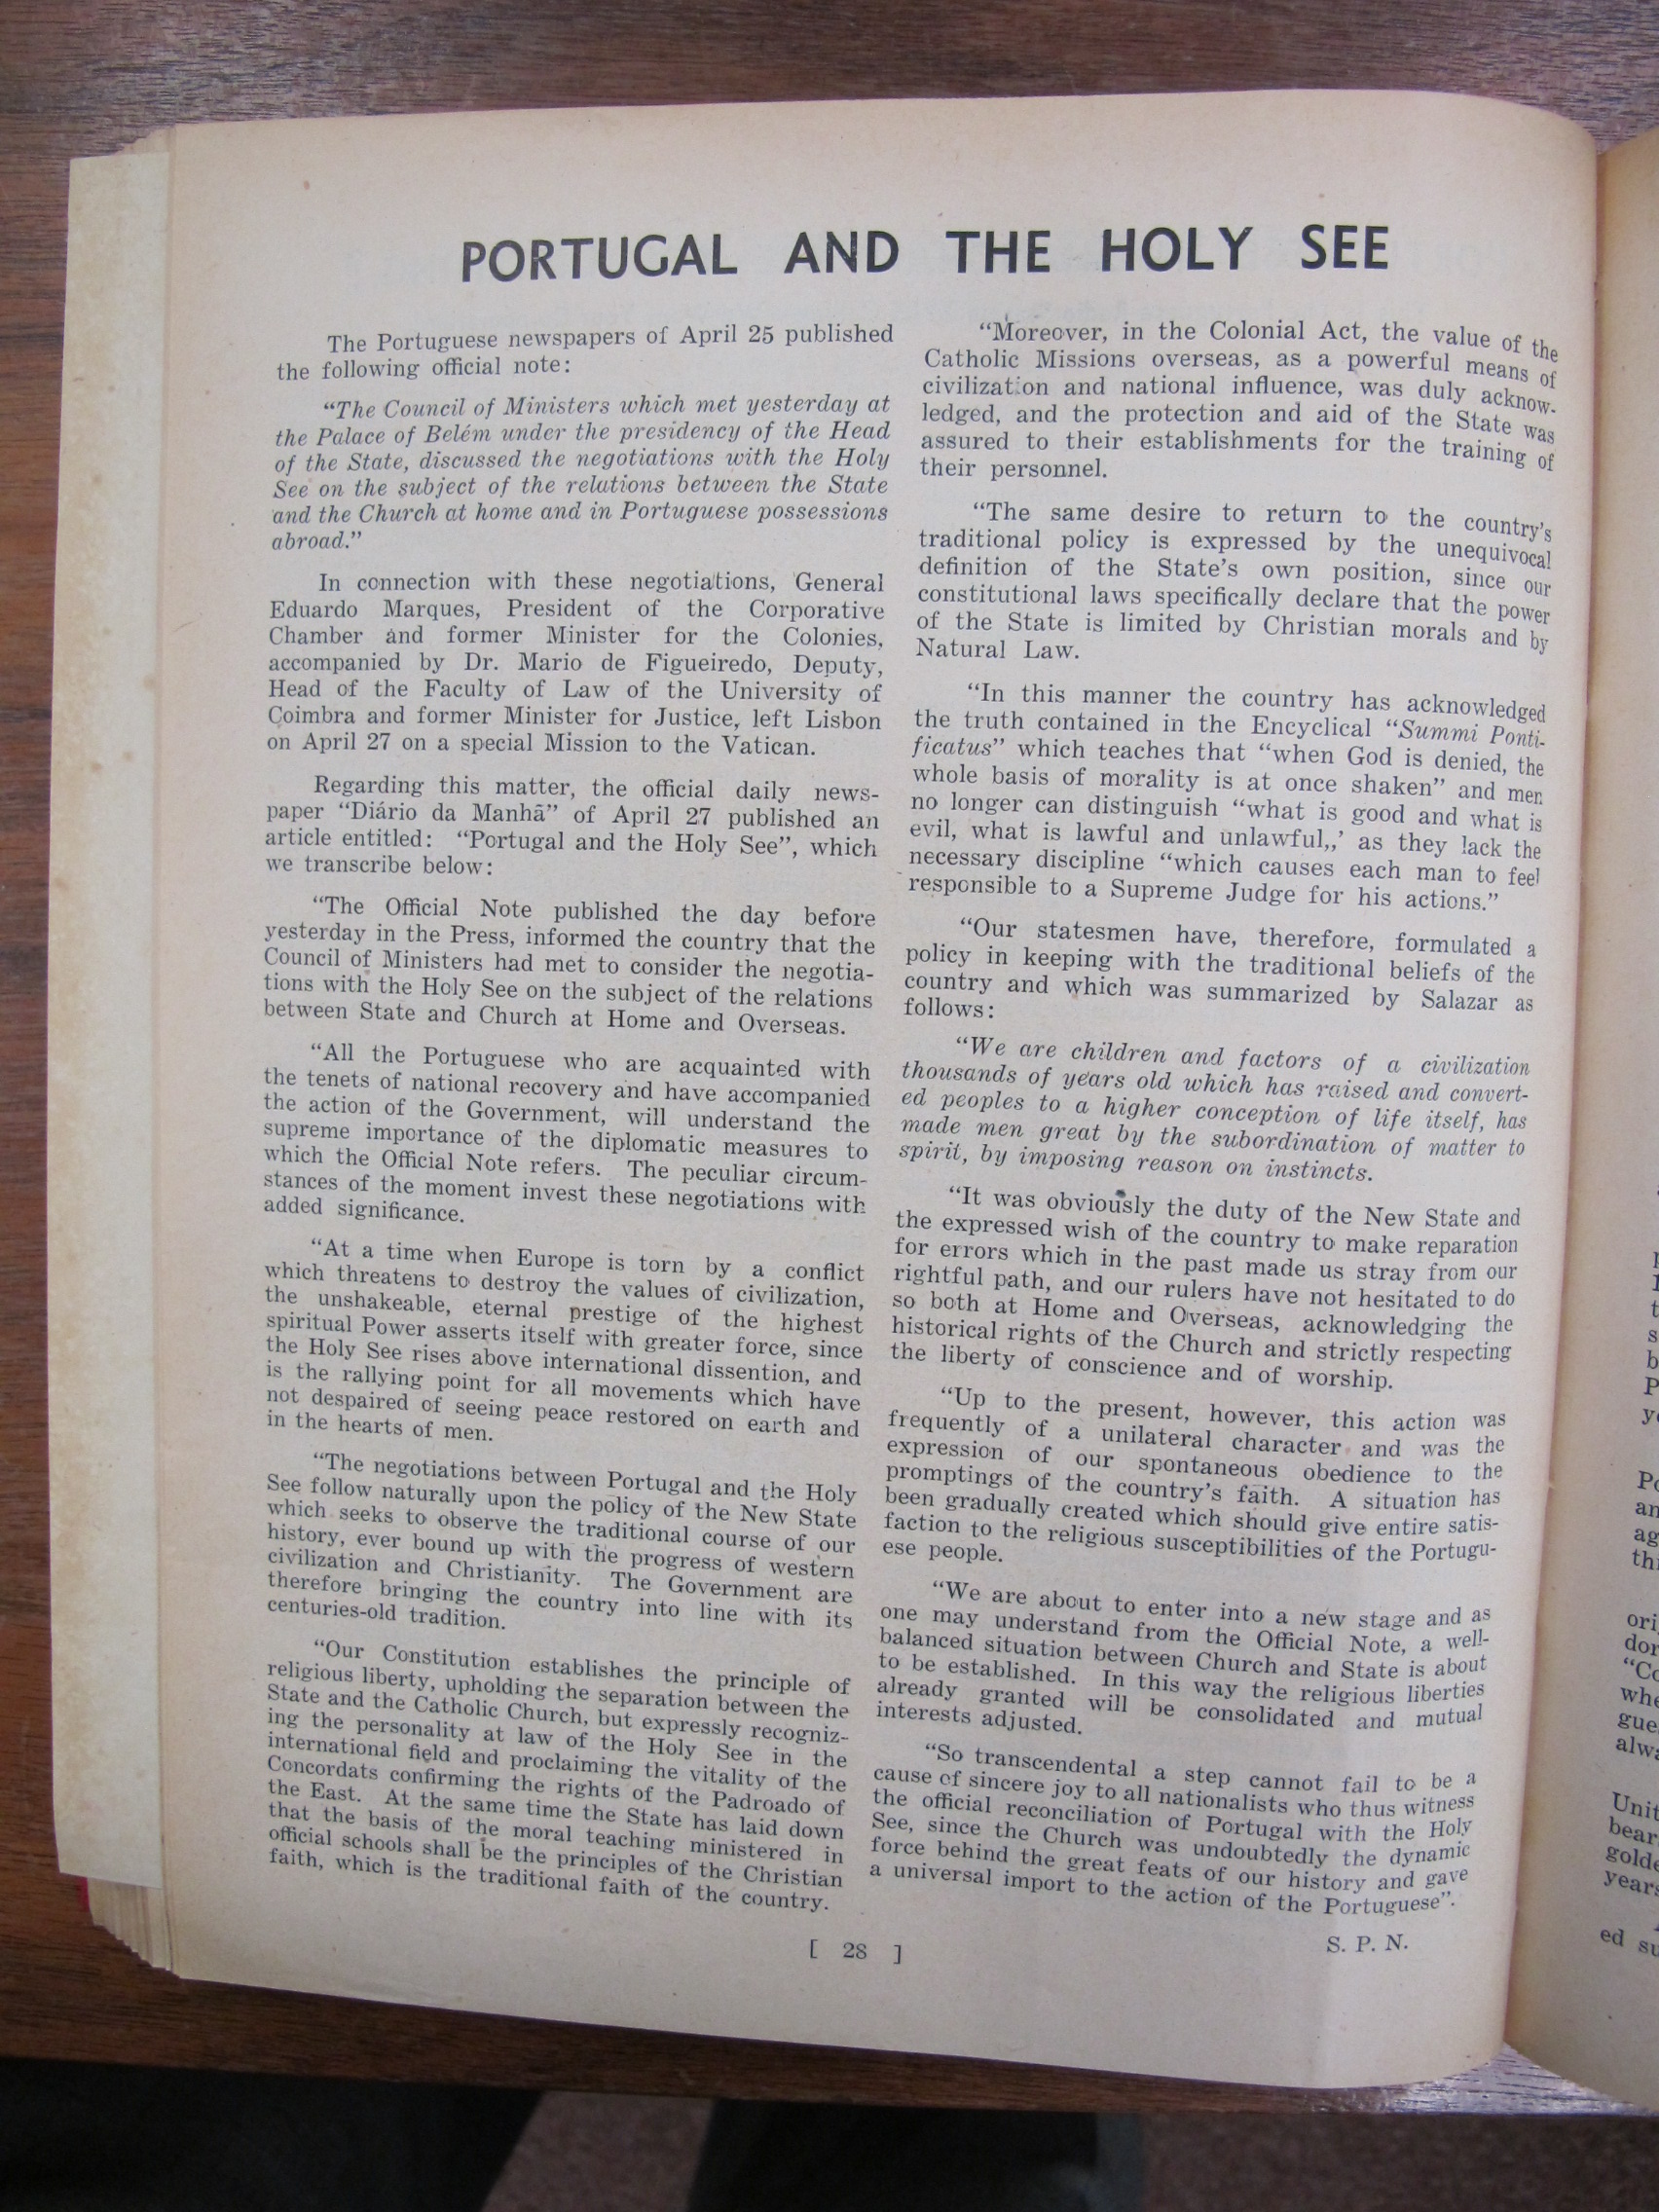 PORTUGAL AND THE HOLY SEE
The Portuguese newspapers of April 25 published
the following official note:
"The Council of Ministers which met yesterday at
the Palace of Belém under the presidency of the Head
of the State, discussed the negotiations with the Holy
See on the subject of the relations between the State
and the Church at home and in Portuguese possessions
abroad."
In connection with these negotiations, General
Eduardo Marques, President of the Corporative
Chamber and former Minister for the Colonies,
accompanied by Dr. Mario de Figueiredo, Deputy,
Head of the Faculty of Law of the University of
Coimbra and former Minister for Justice, left Lisbon
on April 27 on a special Mission to the Vatican.
Regarding this matter, the official daily news-
paper "Diário da Manhã" of April 27 published an
article entitled: "Portugal and the Holy See", which
we transcribe below:
"The Official Note published the day before
yesterday in the Press, informed the country that the
Council of Ministers had met to consider the negotia-
tions with the Holy See on the subject of the relations
between State and Church at Home and Overseas.
"All the Portuguese who are acquainted with
the tenets of national recovery and have accompanied
the action of the Government, will understand the
supreme importance of the diplomatic measures to
which the Official Note refers. The peculiar circum-
stances of the moment invest these negotiations with
added significance.
"At a time when Europe is torn by a conflict
which threatens to destroy the values of civilization,
the unshakeable, eternal prestige of the highest
spiritual Power asserts itself with greater force, since
the Holy See rises above international dissention, and
is the rallying point for all movements which have
not despaired of seeing peace restored on earth and
in the hearts of men.
"The negotiations between Portugal and the Holy
See follow naturally upon the policy of the New State
which seeks to observe the traditional course of our
history, ever bound up with the progress of western
civilization and Christianity. The Government are
therefore bringing the country into line with its
centuries-old tradition.
"Our Constitution establishes the principle of
religious liberty, upholding the separation between the
State and the Catholic Church, but expressly recogniz-
ing the personality at law of the Holy See in the
international field and proclaiming the vitality of the
Concordats confirming the rights of the Padroado of
the East. At the same time the State has laid down
that the basis of the moral teaching ministered in
official schools shall be the principles of the Christian
faith, which is the traditional faith of the country.
"Moreover, in the Colonial Act, the value of the
Catholic Missions overseas, as a powerful means of
civilization and national influence, was duly acknow-
ledged, and the protection and aid of the State was
assured to their establishments for the training of
their personnel.
"The same desire to return to the country's
traditional policy is expressed by the unequivocal
definition of the State's own position, since our
constitutional laws specifically declare that the power
of the State is limited by Christian morals and by
Natural Law.
"In this manner the country has acknowledged
the truth contained in the Encyclical "Summi Ponti-
ficatus" which teaches that "when God is denied, the
whole basis of morality is at once shaken" and men
no longer can distinguish "what is good and what is
evil, what is lawful and unlawful,,' as they lack the
necessary discipline "which causes each man to feel
responsible to a Supreme Judge for his actions."
"Our statesmen have, therefore, formulated a
policy in keeping with the traditional beliefs of the
country and which was summarized by Salazar as
follows:
"We are children and factors of a civilization
thousands of years old which has raised and convert-
ed peoples to a higher conception of life itself, has
made men great by the subordination of matter to
spirit, by imposing reason on instincts.
"It was obviously the duty of the New State and
the expressed wish of the country to make reparation
for errors which in the past made us stray from our
rightful path, and our rulers have not hesitated to do
so both at Home and Overseas, acknowledging the
historical rights of the Church and strictly respecting
the liberty of conscience and of worship.
"Up to the present, however, this action was
frequently of a unilateral character and was the
expression of our spontaneous obedience to the
promptings of the country's faith. A situation has
been gradually created which should give entire satis-
faction to the religious susceptibilities of the Portugu-
ese people.
"We are about to enter into a new stage and as
one may understand from the Official Note, a well-
balanced situation between Church and State is about
to be established. In this way the religious liberties
already granted will be consolidated and mutual
interests adjusted.
"So transcendental a step cannot fail to be a
cause of sincere joy to all nationalists who thus witness
the official reconciliation of Portugal with the Holy
See, since the Church was undoubtedly the dynamic
force behind the great feats of our history and gave
a universal import to the action of the Portuguese".
S. P. N.
[ 28 ]